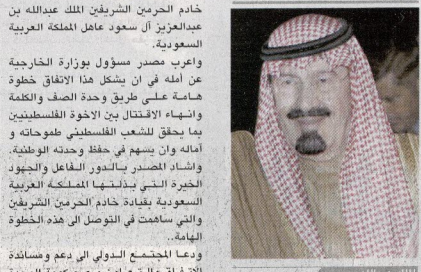 خادم الحرمين الشريفين الملك عبدالله بن
عبدالعزيز آل سعود عاهل المملكة العربية
السعودية.
واعرب مصدر مسؤول بوزارة الخارجية
عن أمله في ان يشكل هذا الاتفاق خطوة
هامة على طريق وحدة الصف والكلمة
وانهاء الاقتتال بين الاخوة الفلسطينيين
بما يحقق للشعب الفلسطيني طموحاته و
آماله وان يسهم في حفظ وحدته الوطنية.
واشاد المصدر بالدور الفاعل والجهود
الخيرة التي بذلتها المملكة العربية
السعودية بقيادة خادم الحرمين الشريفين
والتي ساهمت في التوصل الى هذه الخطوة
الهامة..
ودعا المجتمع الدولي الى دعم ومساندة